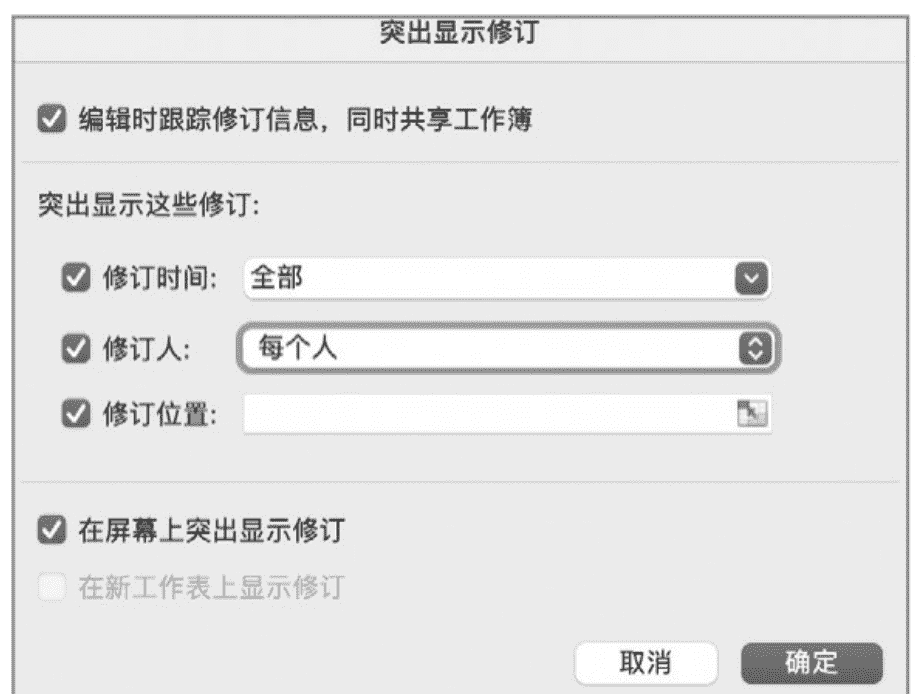 突出显示修订
编辑时跟踪修订信息，同时共享工作簿
突出显示这些修订：
修订时间： 全部
修订人： 每个人
修订位置：
在屏幕上突出显示修订
在新工作表上显示修订
取消 确定